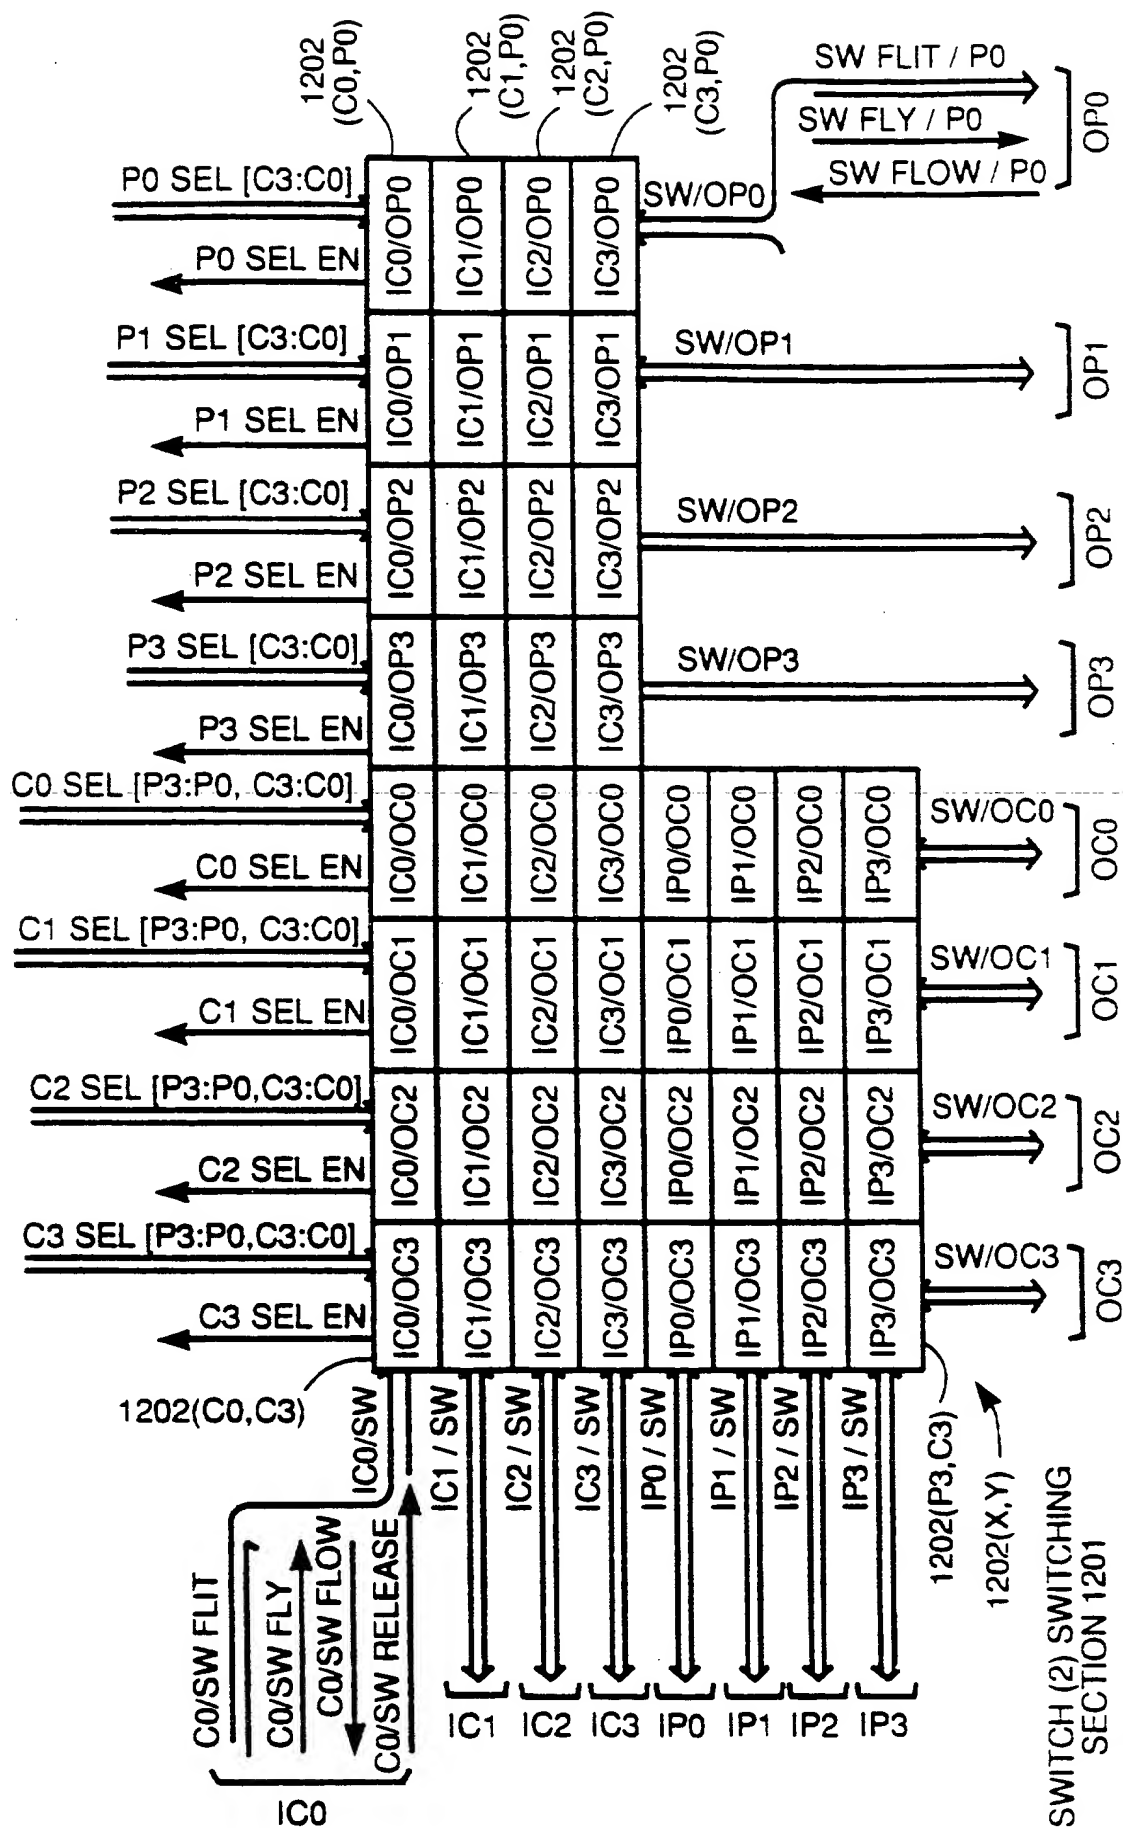 1202
(C0,P0)
1202
(C1,P0)
1202
(C2,P0)
1202
(C3,P0)
P0 SEL [C3:C0]
P0 SEL EN
P1 SEL [C3:C0]
P1 SEL EN
P2 SEL [C3:C0]
P2 SEL EN
P3 SEL [C3:C0]
P3 SEL EN
C0 SEL [P3:P0, C3:C0]
C0 SEL EN
C1 SEL [P3:P0, C3:C0]
C1 SEL EN
C2 SEL [P3:P0,C3:C0]
C2 SEL EN
C3 SEL [P3:P0,C3:C0]
C3 SEL EN
IC0/OP0
IC1/OP0
IC2/OP0
IC3/OP0
IC0/OP1
IC1/OP1
IC2/OP1
IC3/OP1
IC0/OP2
IC1/OP2
IC2/OP2
IC3/OP2
IC0/OP3
IC1/OP3
IC2/OP3
IC3/OP3
IC0/OC0
IC1/OC0
IC2/OC0
IC3/OC0
IP0/OC0
IP1/OC0
IP2/OC0
IP3/OC0
IC0/OC1
IC1/OC1
IC2/OC1
IC3/OC1
IP0/OC1
IP1/OC1
IP2/OC1
IP3/OC1
IC0/OC2
IC1/OC2
IC2/OC2
IC3/OC2
IP0/OC2
IP1/OC2
IP2/OC2
IP3/OC2
IC0/OC3
IC1/OC3
IC2/OC3
IC3/OC3
IP0/OC3
IP1/OC3
IP2/OC3
IP3/OC3
SW/OP0
SW FLIT / P0
SW FLY / P0
SW FLOW / P0
OP0
SW/OP1
OP1
SW/OP2
OP2
SW/OP3
OP3
SW/OC0
OC0
SW/OC1
OC1
SW/OC2
OC2
SW/OC3
OC3
1202(C0,C3)
IC0/SW
IC1 / SW
IC2 / SW
IC3 / SW
IP0 / SW
IP1 / SW
IP2 / SW
IP3 / SW
C0/SW FLIT
C0/SW FLY
C0/SW FLOW
C0/SW RELEASE
IC0
IC1
IC2
IC3
IP0
IP1
IP2
IP3
1202(P3,C3)
1202(X,Y)
SWITCH (2) SWITCHING
SECTION 1201